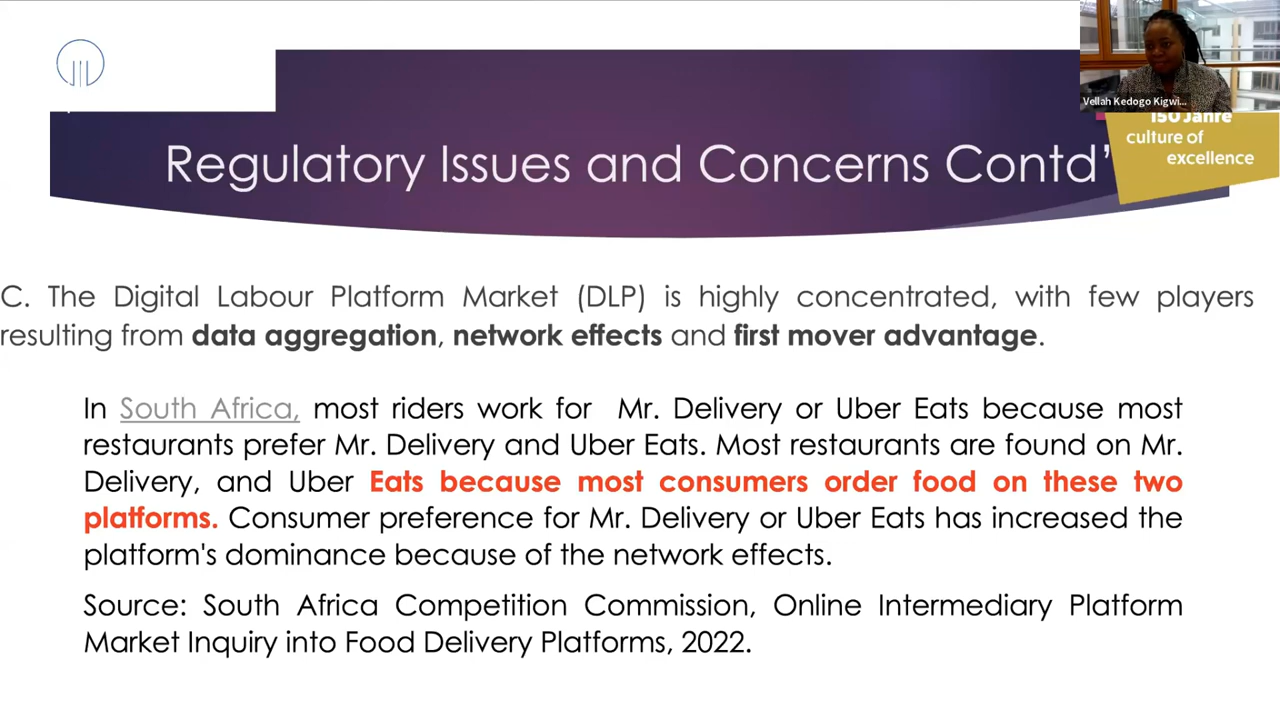 Vellah Kedogo Kigwi...
150 Jahre
culture of
excellence
Regulatory Issues and Concerns Contd'
C. The Digital Labour Platform Market (DLP) is highly concentrated, with few players
resulting from data aggregation, network effects and first mover advantage.
In South Africa, most riders work for Mr. Delivery or Uber Eats because most
restaurants prefer Mr. Delivery and Uber Eats. Most restaurants are found on Mr.
Delivery, and Uber Eats because most consumers order food on these two
platforms. Consumer preference for Mr. Delivery or Uber Eats has increased the
platform's dominance because of the network effects.
Source: South Africa Competition Commission, Online Intermediary Platform
Market Inquiry into Food Delivery Platforms, 2022.